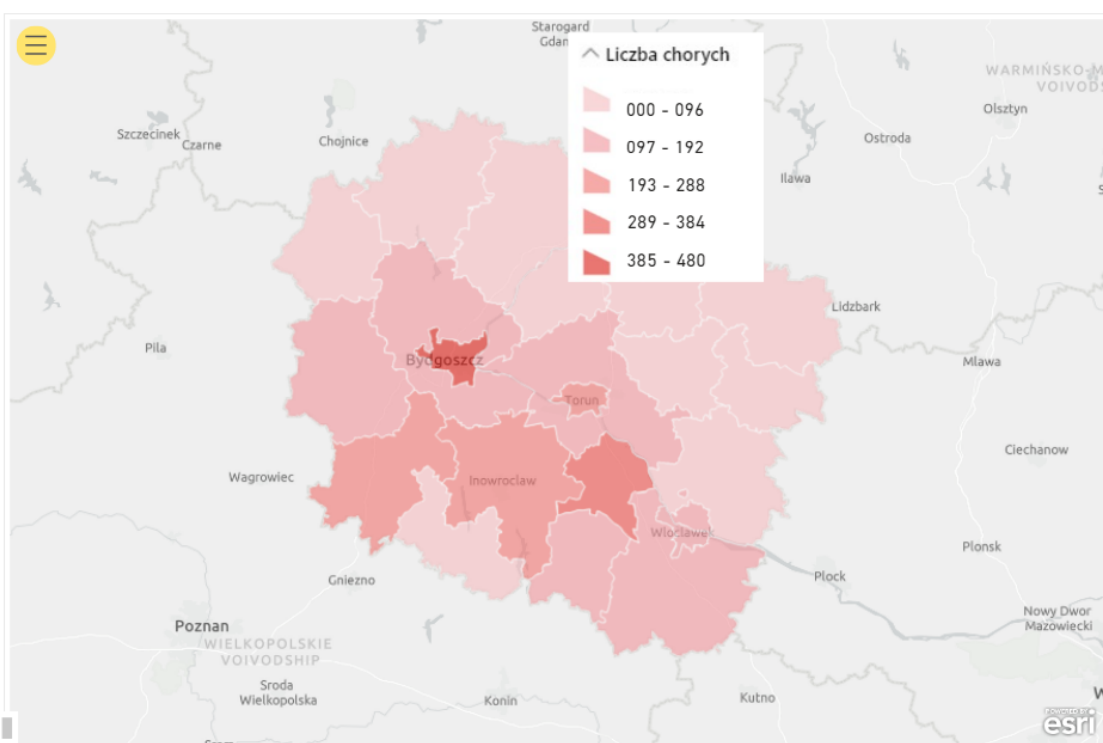 Starogard
Gdan
Liczba chorych
000 - 096
097 - 192
193 - 288
289 - 384
385 - 480
WARMIŃSKO-M
VOIVODS
Olsztyn
Szczecinek
Czarne
Chojnice
Ostroda
Ilawa
Lidzbark
Pila
Bydgoszcz
Mlawa
Torun
Ciechanow
Wagrowiec
Inowroclaw
Wloclawek
Plonsk
Gniezno
Plock
Nowy Dwor
Mazowiecki
Poznan
WIELKOPOLSKIE
VOIVODSHIP
Sroda
Wielkopolska
Konin
Kutno
W
POWERED BY
esri